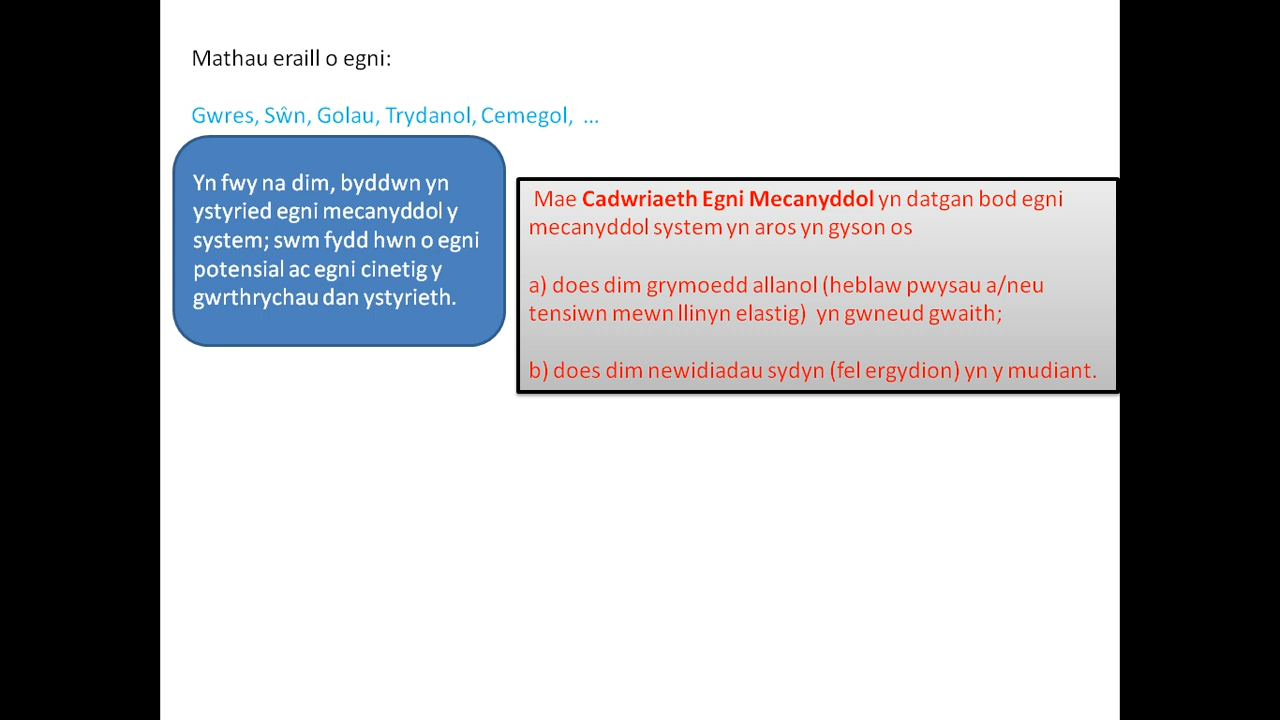 Mathau eraill o egni:
Gwres, Sŵn, Golau, Trydanol, Cemegol, ...
Yn fwy na dim, byddwn yn
ystyried egni mecanyddol y
system; swm fydd hwn o egni
potensial ac egni cinetig y
gwrthrychau dan ystyrieth.
Mae Cadwriaeth Egni Mecanyddol yn datgan bod egni
mecanyddol system yn aros yn gyson os
a) does dim grymoedd allanol (heblaw pwysau a/neu
tensiwn mewn llinyn elastig) yn gwneud gwaith;
b) does dim newidiadau sydyn (fel ergydion) yn y mudiant.